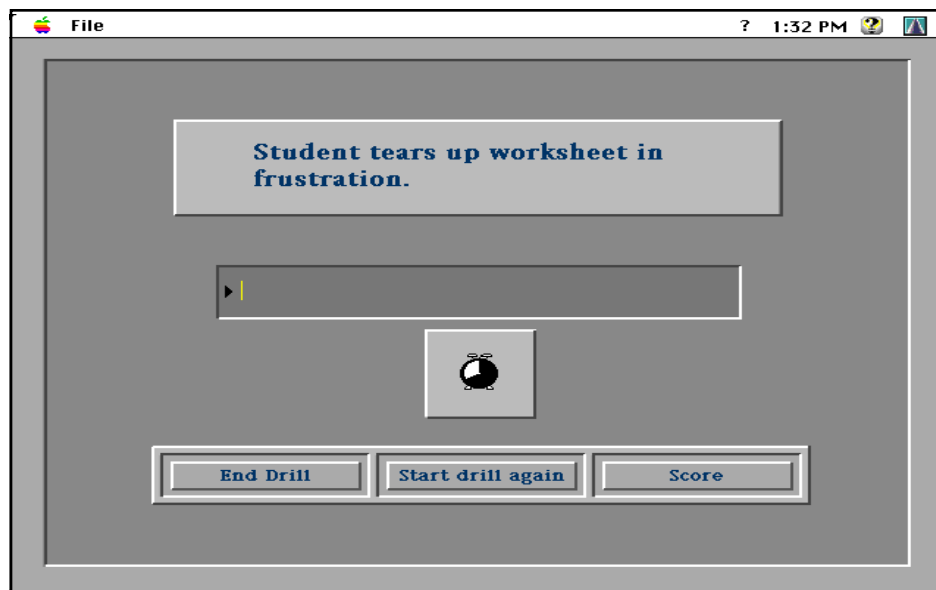 File ? 1:32 PM
Student tears up worksheet in
frustration.
End Drill Start drill again Score